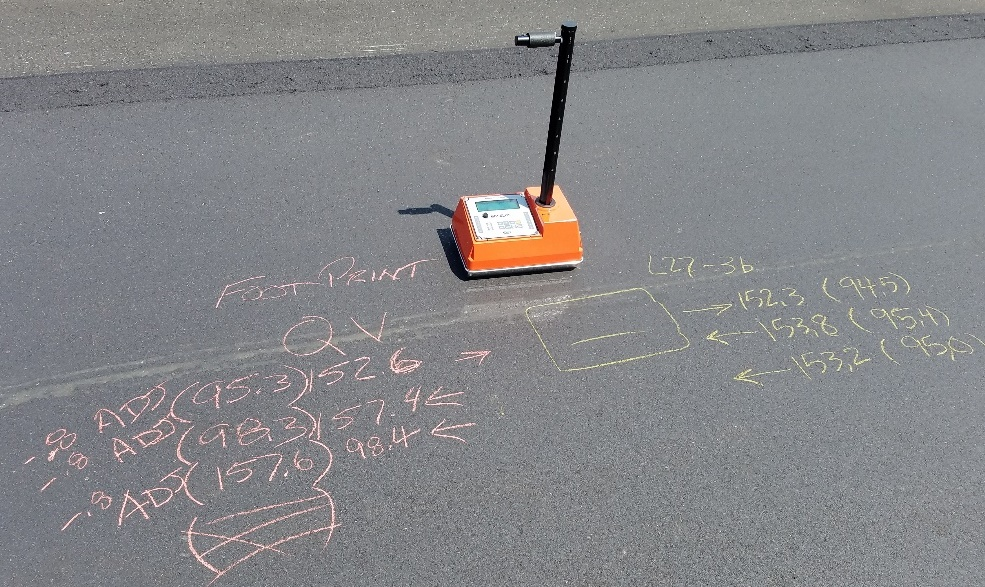 FOOT PRINT
QV
-.8 ADJ (95.3) 152.6 →
-.8 ADJ (98.3) 157.4 ←
-.8 ADJ (157.6) 98.4 ←
L27-3b
→ 152.3 (94.5)
← 153.8 (95.4)
← 153.2 (95.0)